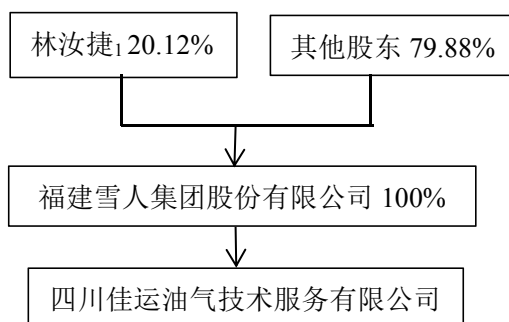 林汝捷₁ 20.12%
其他股东 79.88%
福建雪人集团股份有限公司 100%
四川佳运油气技术服务有限公司